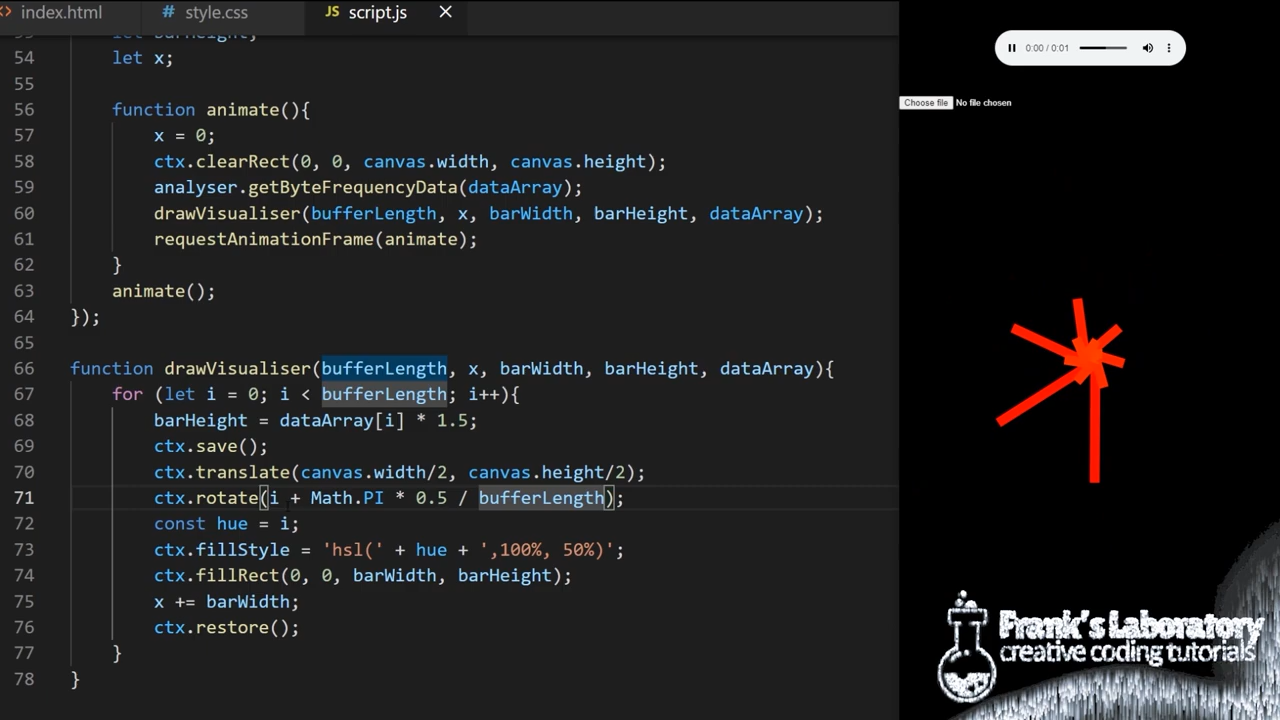 index.html
# style.css
JS script.js
53 let barHeight;
54 let x;
55
56 function animate(){
57 x = 0;
58 ctx.clearRect(0, 0, canvas.width, canvas.height);
59 analyser.getByteFrequencyData(dataArray);
60 drawVisualiser(bufferLength, x, barWidth, barHeight, dataArray);
61 requestAnimationFrame(animate);
62 }
63 animate();
64 });
65
66 function drawVisualiser(bufferLength, x, barWidth, barHeight, dataArray){
67 for (let i = 0; i < bufferLength; i++){
68 barHeight = dataArray[i] * 1.5;
69 ctx.save();
70 ctx.translate(canvas.width/2, canvas.height/2);
71 ctx.rotate(i + Math.PI * 0.5 / bufferLength);
72 const hue = i;
73 ctx.fillStyle = 'hsl(' + hue + ',100%, 50%)';
74 ctx.fillRect(0, 0, barWidth, barHeight);
75 x += barWidth;
76 ctx.restore();
77 }
78 }
0:00 / 0:01
Choose file No file chosen
Frank's Laboratory
creative coding tutorials